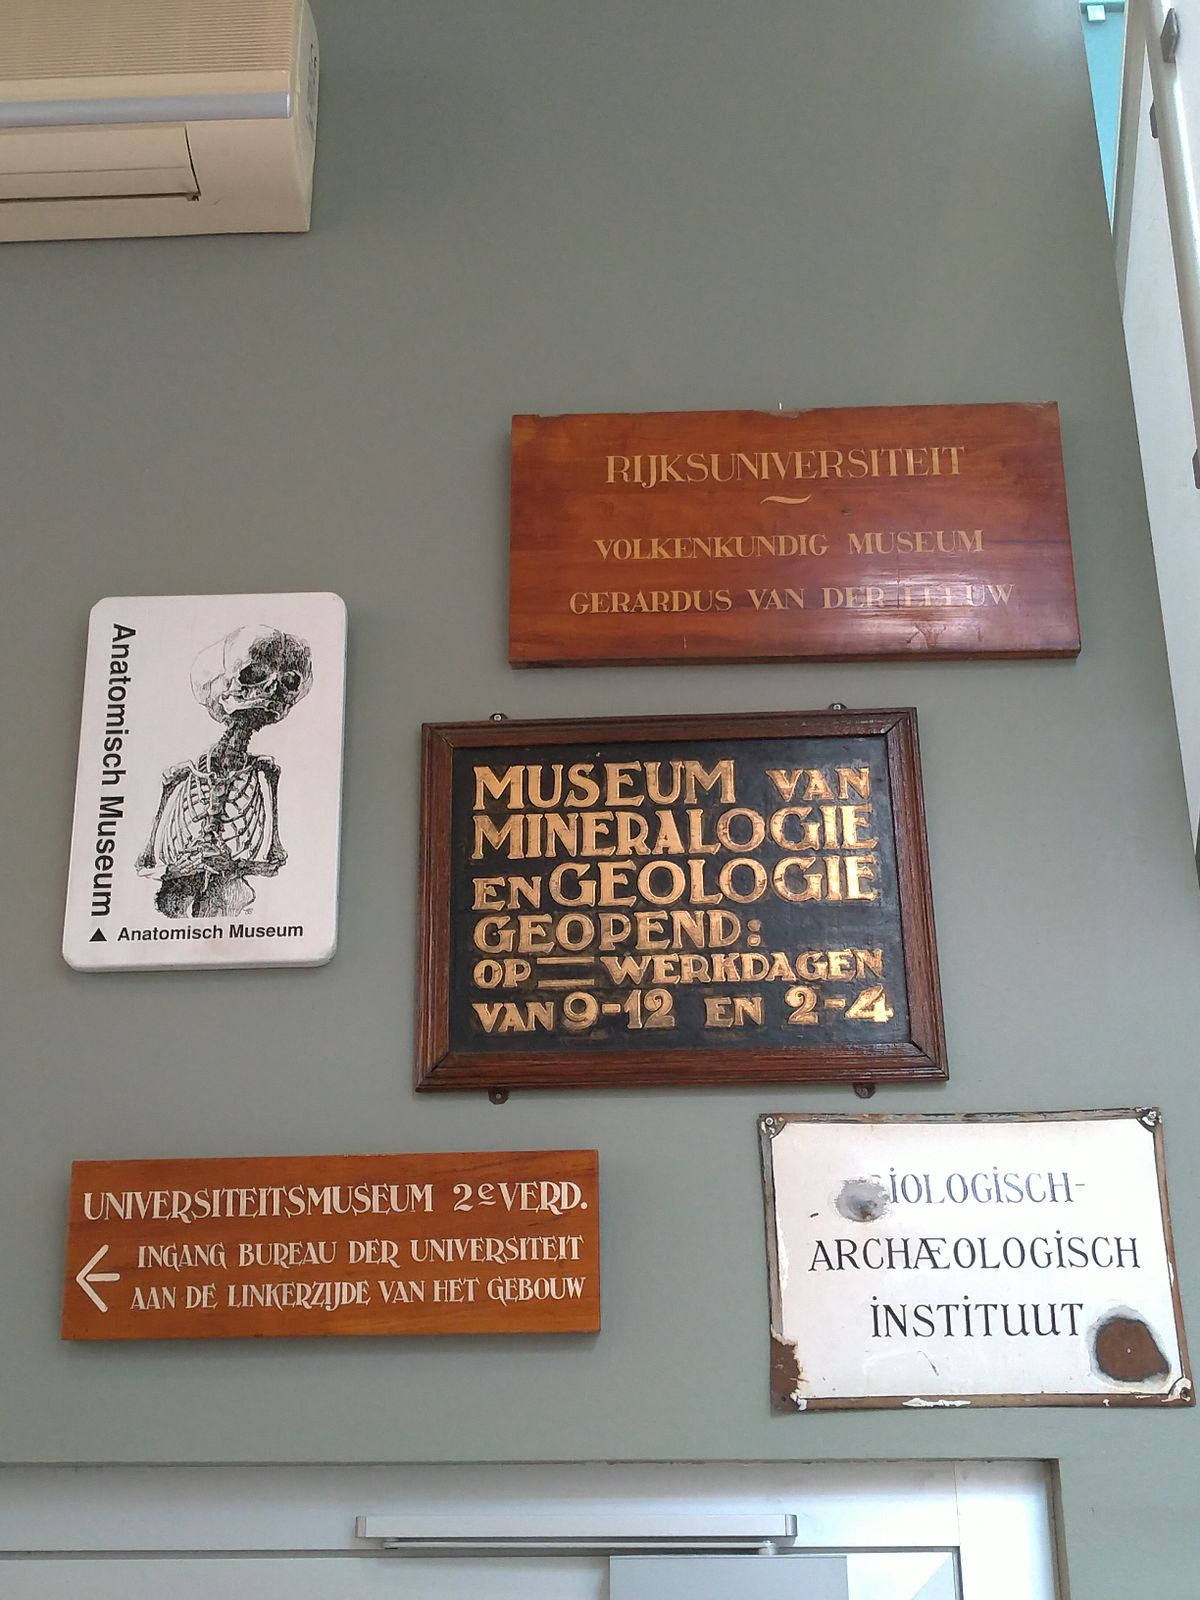 RIJKSUNIVERSITEIT
VOLKENKUNDIG MUSEUM
GERARDUS VAN DER LEEUW
Anatomisch Museum
▲ Anatomisch Museum
MUSEUM VAN
MINERALOGIE
EN GEOLOGIE
GEOPEND:
OP WERKDAGEN
VAN 9-12 EN 2-4
UNIVERSITEITSMUSEUM 2e VERD.
← INGANG BUREAU DER UNIVERSITEIT
AAN DE LINKERZIJDE VAN HET GEBOUW
BIOLOGISCH-
ARCHÆOLOGISCH
INSTITUUT